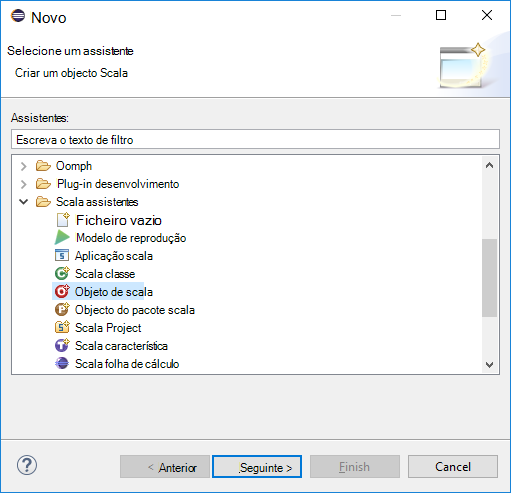 Novo
Selecione um assistente
Criar um objecto Scala
Assistentes:
Escreva o texto de filtro
Oomph
Plug-in desenvolvimento
Scala assistentes
Ficheiro vazio
Modelo de reprodução
Aplicação scala
Scala classe
Objeto de scala
Objecto do pacote scala
Scala Project
Scala característica
Scala folha de cálculo
< Anterior
.Seguinte >
Finish
Cancel